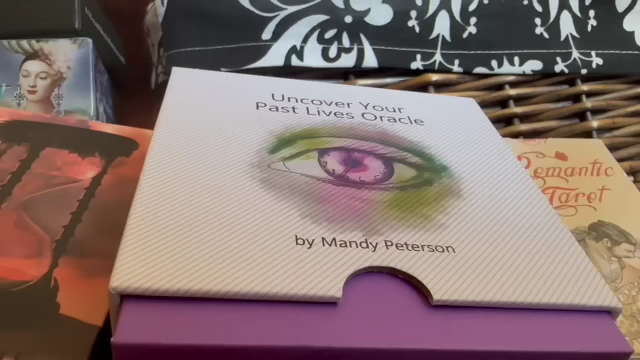 Uncover Your
Past Lives Oracle
by Mandy Peterson
Romantic
Tarot